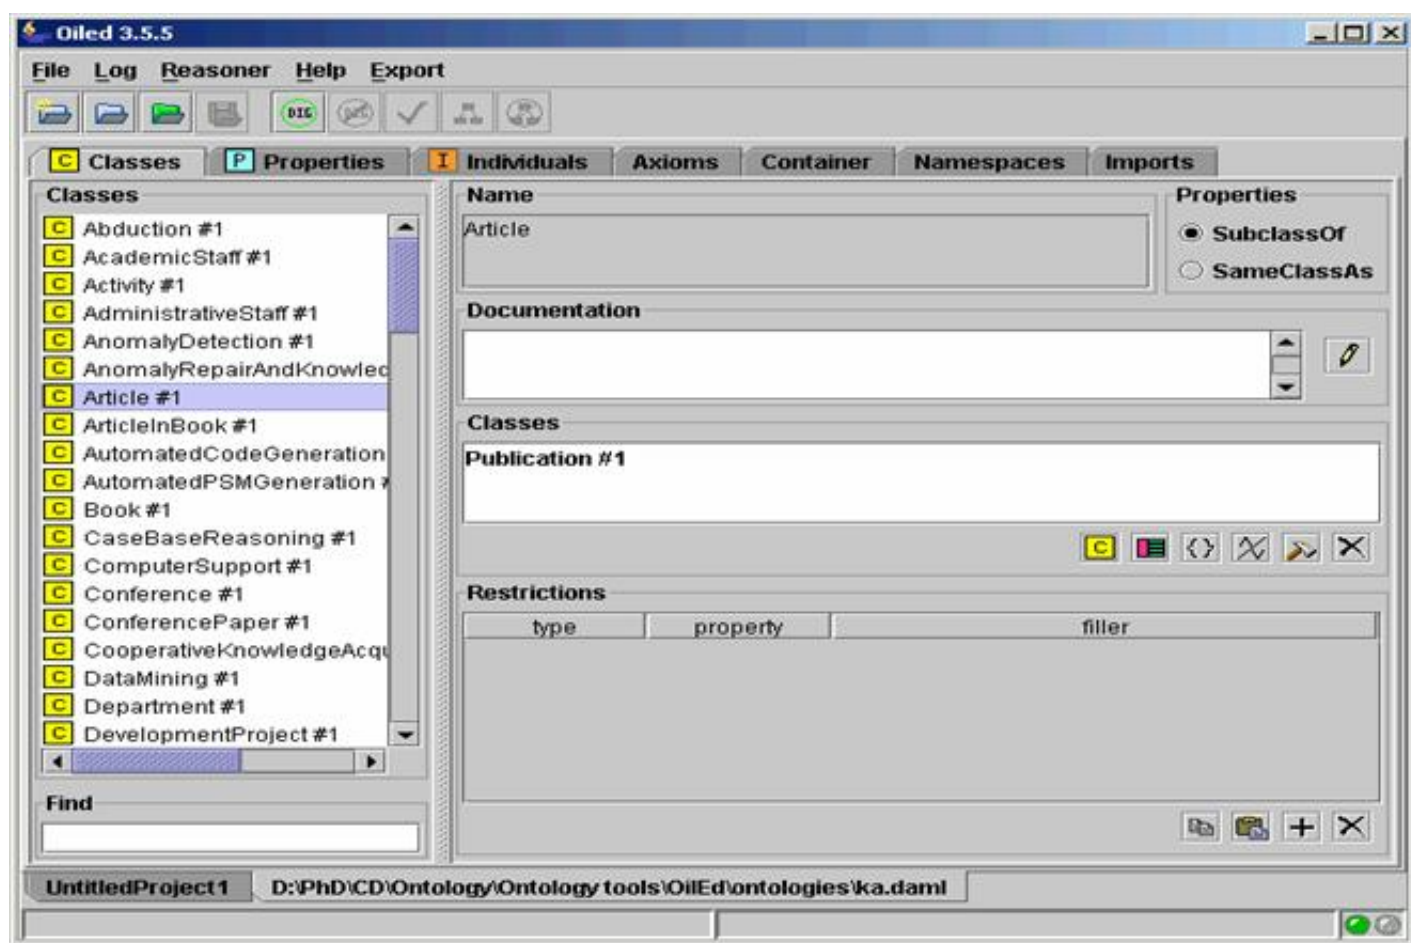 Oiled 3.5.5
File Log Reasoner Help Export
DIG
C Classes P Properties I Individuals Axioms Container Namespaces Imports
Classes
C Abduction #1
C AcademicStaff #1
C Activity #1
C AdministrativeStaff #1
C AnomalyDetection #1
C AnomalyRepairAndKnowled
C Article #1
C ArticleInBook #1
C AutomatedCodeGeneration
C AutomatedPSMGeneration
C Book #1
C CaseBaseReasoning #1
C ComputerSupport #1
C Conference #1
C ConferencePaper #1
C CooperativeKnowledgeAcqu
C DataMining #1
C Department #1
C DevelopmentProject #1
Find
Name
Article
Properties
SubclassOf
SameClassAs
Documentation
Classes
Publication #1
C {}
Restrictions
type property filler
UntitledProject1 D:\PhD\CD\Ontology\Ontology tools\OilEd\ontologies\ka.daml